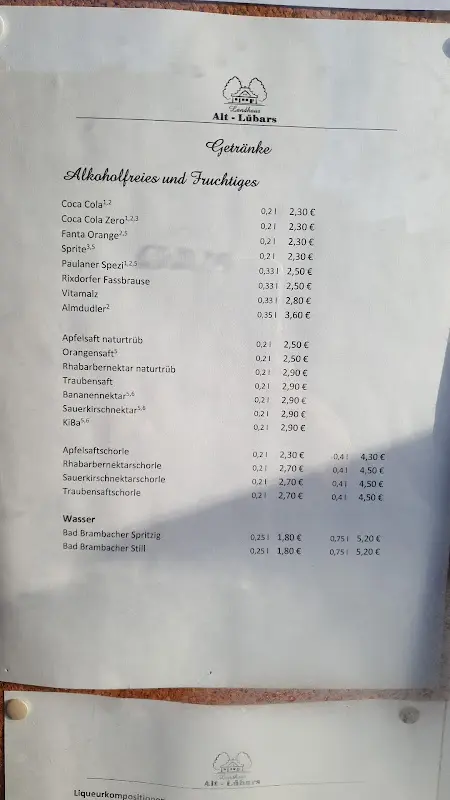 Landhaus
Alt - Lübars
Getränke
Alkoholfreies und Fruchtiges
Coca Cola1,2 0,2 l 2,30 €
Coca Cola Zero1,2,3 0,2 l 2,30 €
Fanta Orange2,5 0,2 l 2,30 €
Sprite3,5 0,2 l 2,30 €
Paulaner Spezi1,2,5 0,33 l 2,50 €
Rixdorfer Fassbrause 0,33 l 2,50 €
Vitamalz 0,33 l 2,80 €
Almdudler2 0,35 l 3,60 €
Apfelsaft naturtrüb 0,2 l 2,50 €
Orangensaft5 0,2 l 2,50 €
Rhabarbernektar naturtrüb 0,2 l 2,90 €
Traubensaft 0,2 l 2,90 €
Bananennektar5,6 0,2 l 2,90 €
Sauerkirschnektar5,6 0,2 l 2,90 €
KiBa5,6 0,2 l 2,90 €
Apfelsaftschorle 0,2 l 2,30 € 0,4 l 4,30 €
Rhabarbernektarschorle 0,2 l 2,70 € 0,4 l 4,50 €
Sauerkirschnektarschorle 0,2 l 2,70 € 0,4 l 4,50 €
Traubensaftschorle 0,2 l 2,70 € 0,4 l 4,50 €
Wasser
Bad Brambacher Spritzig 0,25 l 1,80 € 0,75 l 5,20 €
Bad Brambacher Still 0,25 l 1,80 € 0,75 l 5,20 €
Landhaus
Alt - Lübars
Liqueurkompositionen